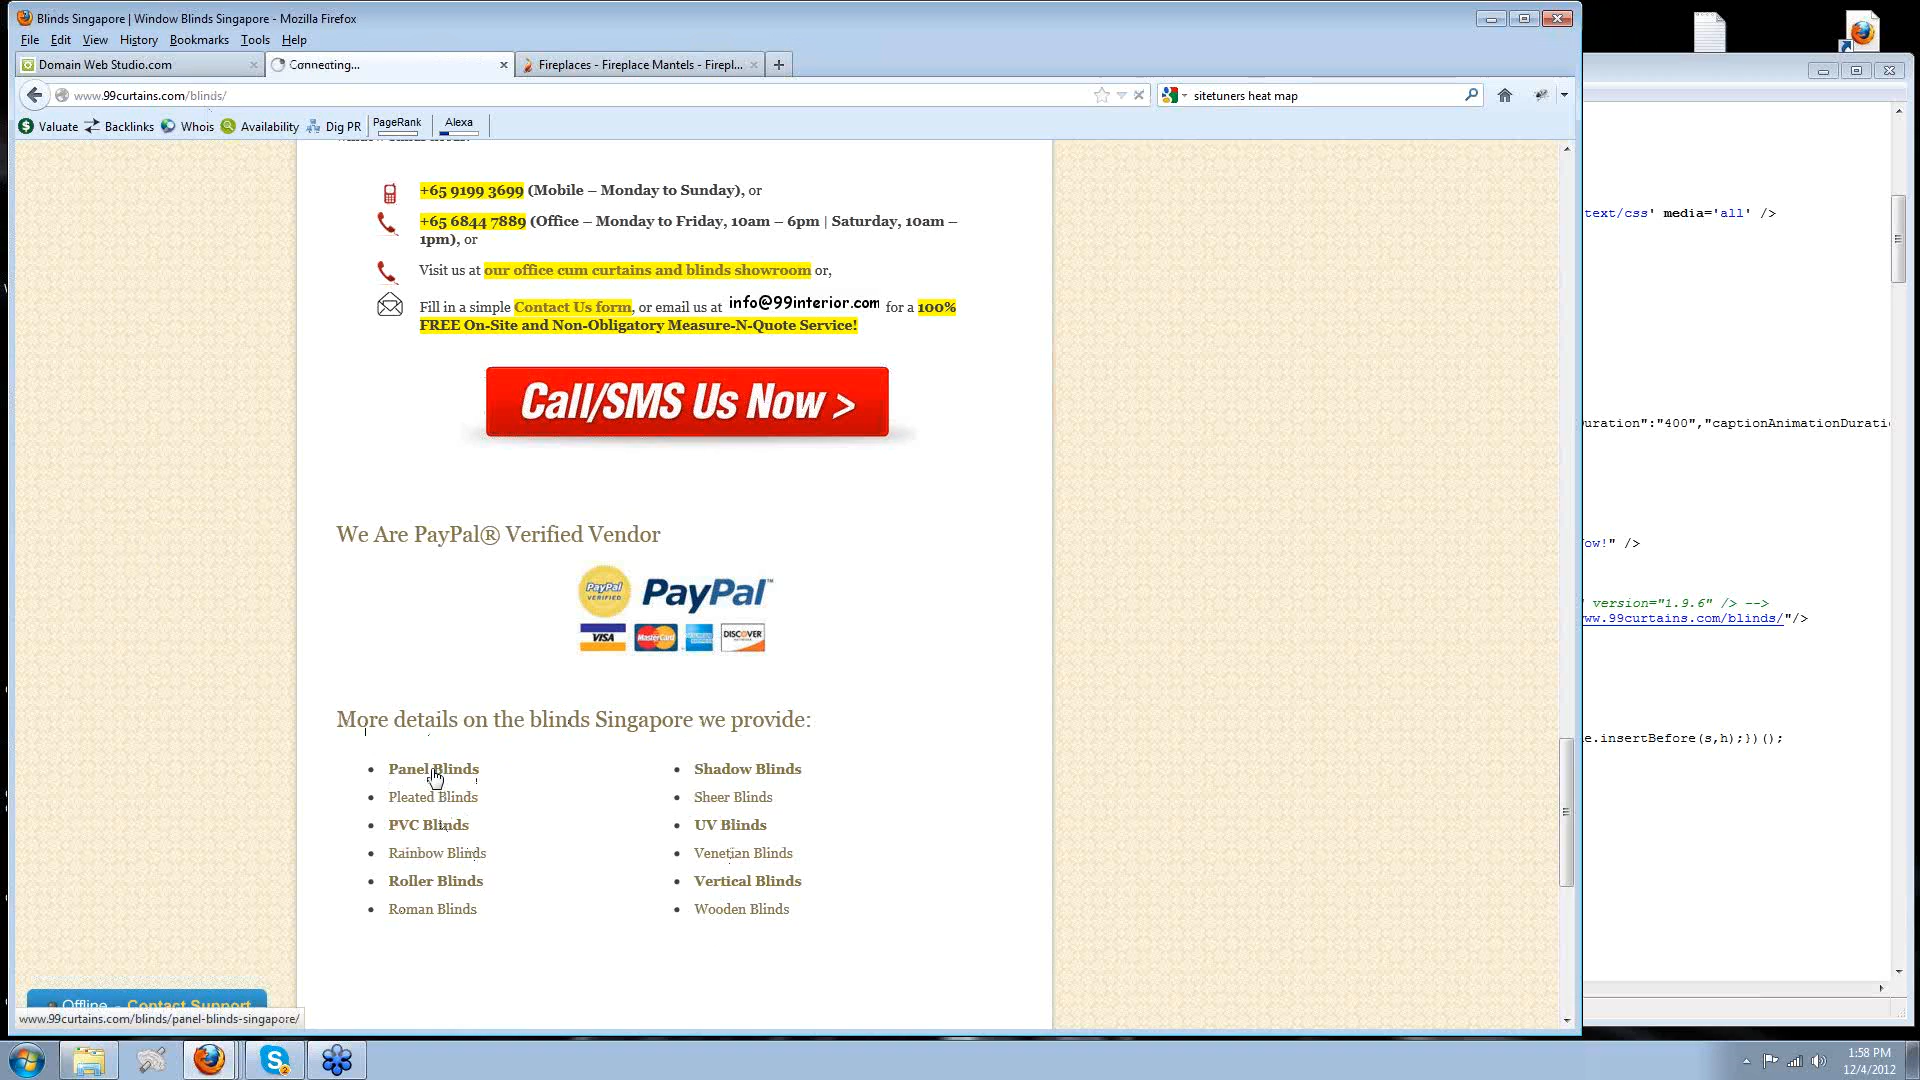 Blinds Singapore | Window Blinds Singapore - Mozilla Firefox
File Edit View History Bookmarks Tools Help
Domain Web Studio.com
Connecting...
Fireplaces - Fireplace Mantels - Firepl...
www.99curtains.com/blinds/
sitetuners heat map
Valuate Backlinks Whois Availability Dig PR PageRank Alexa
+65 9199 3699 (Mobile – Monday to Sunday), or
+65 6844 7889 (Office – Monday to Friday, 10am – 6pm | Saturday, 10am –
1pm), or
Visit us at our office cum curtains and blinds showroom or,
Fill in a simple Contact Us form, or email us at info@99interior.com for a 100%
FREE On-Site and Non-Obligatory Measure-N-Quote Service!
Call/SMS Us Now >
We Are PayPal® Verified Vendor
PayPal VERIFIED
PayPal™
VISA MasterCard DISCOVER
More details on the blinds Singapore we provide:
Panel Blinds
Pleated Blinds
PVC Blinds
Rainbow Blinds
Roller Blinds
Roman Blinds
Shadow Blinds
Sheer Blinds
UV Blinds
Venetian Blinds
Vertical Blinds
Wooden Blinds
Offline - Contact Support
www.99curtains.com/blinds/panel-blinds-singapore/
text/css' media='all' />
uration":"400","captionAnimationDurati
ow!" />
version="1.9.6" /> -->
ww.99curtains.com/blinds/"/>
e.insertBefore(s,h);})();
2
1:58 PM
12/4/2012